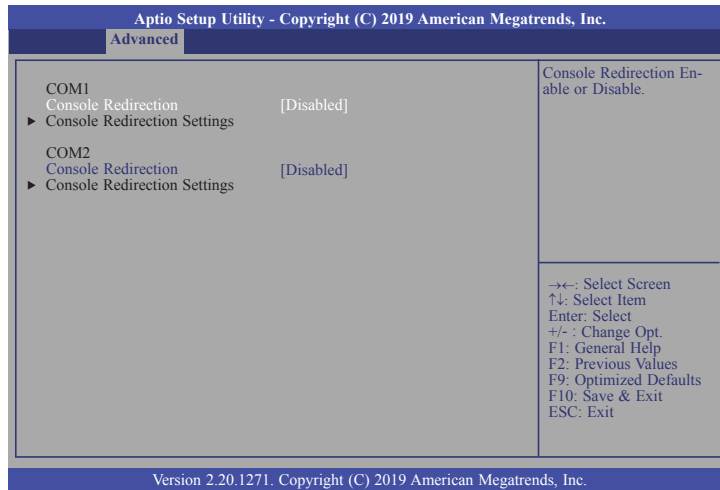 Aptio Setup Utility - Copyright (C) 2019 American Megatrends, Inc.
Advanced
COM1
Console Redirection [Disabled]
► Console Redirection Settings
COM2
Console Redirection [Disabled]
► Console Redirection Settings
Console Redirection En-
able or Disable.
→←: Select Screen
↑↓: Select Item
Enter: Select
+/- : Change Opt.
F1: General Help
F2: Previous Values
F9: Optimized Defaults
F10: Save & Exit
ESC: Exit
Version 2.20.1271. Copyright (C) 2019 American Megatrends, Inc.